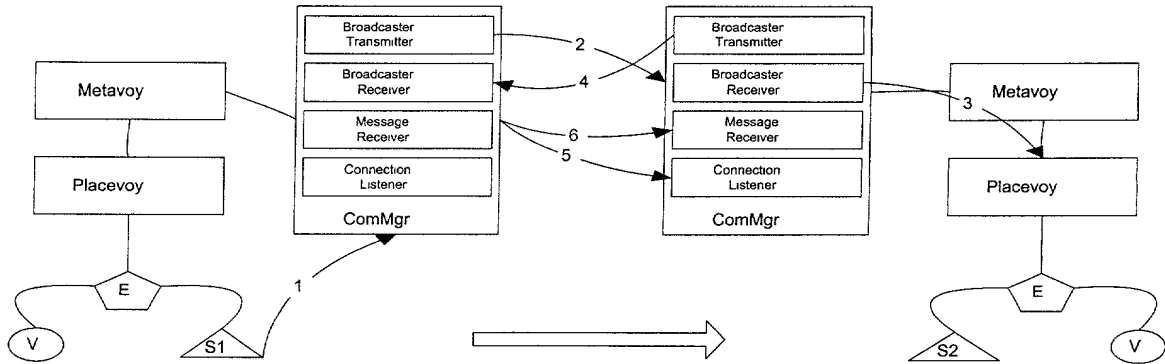 Broadcaster
Transmitter
Broadcaster
Receiver
Message
Receiver
Connection
Listener
ComMgr
Metavoy
Placevoy
E
V
S1
1
2
4
6
5
3
Broadcaster
Transmitter
Broadcaster
Receiver
Message
Receiver
Connection
Listener
ComMgr
Metavoy
Placevoy
E
S2
V